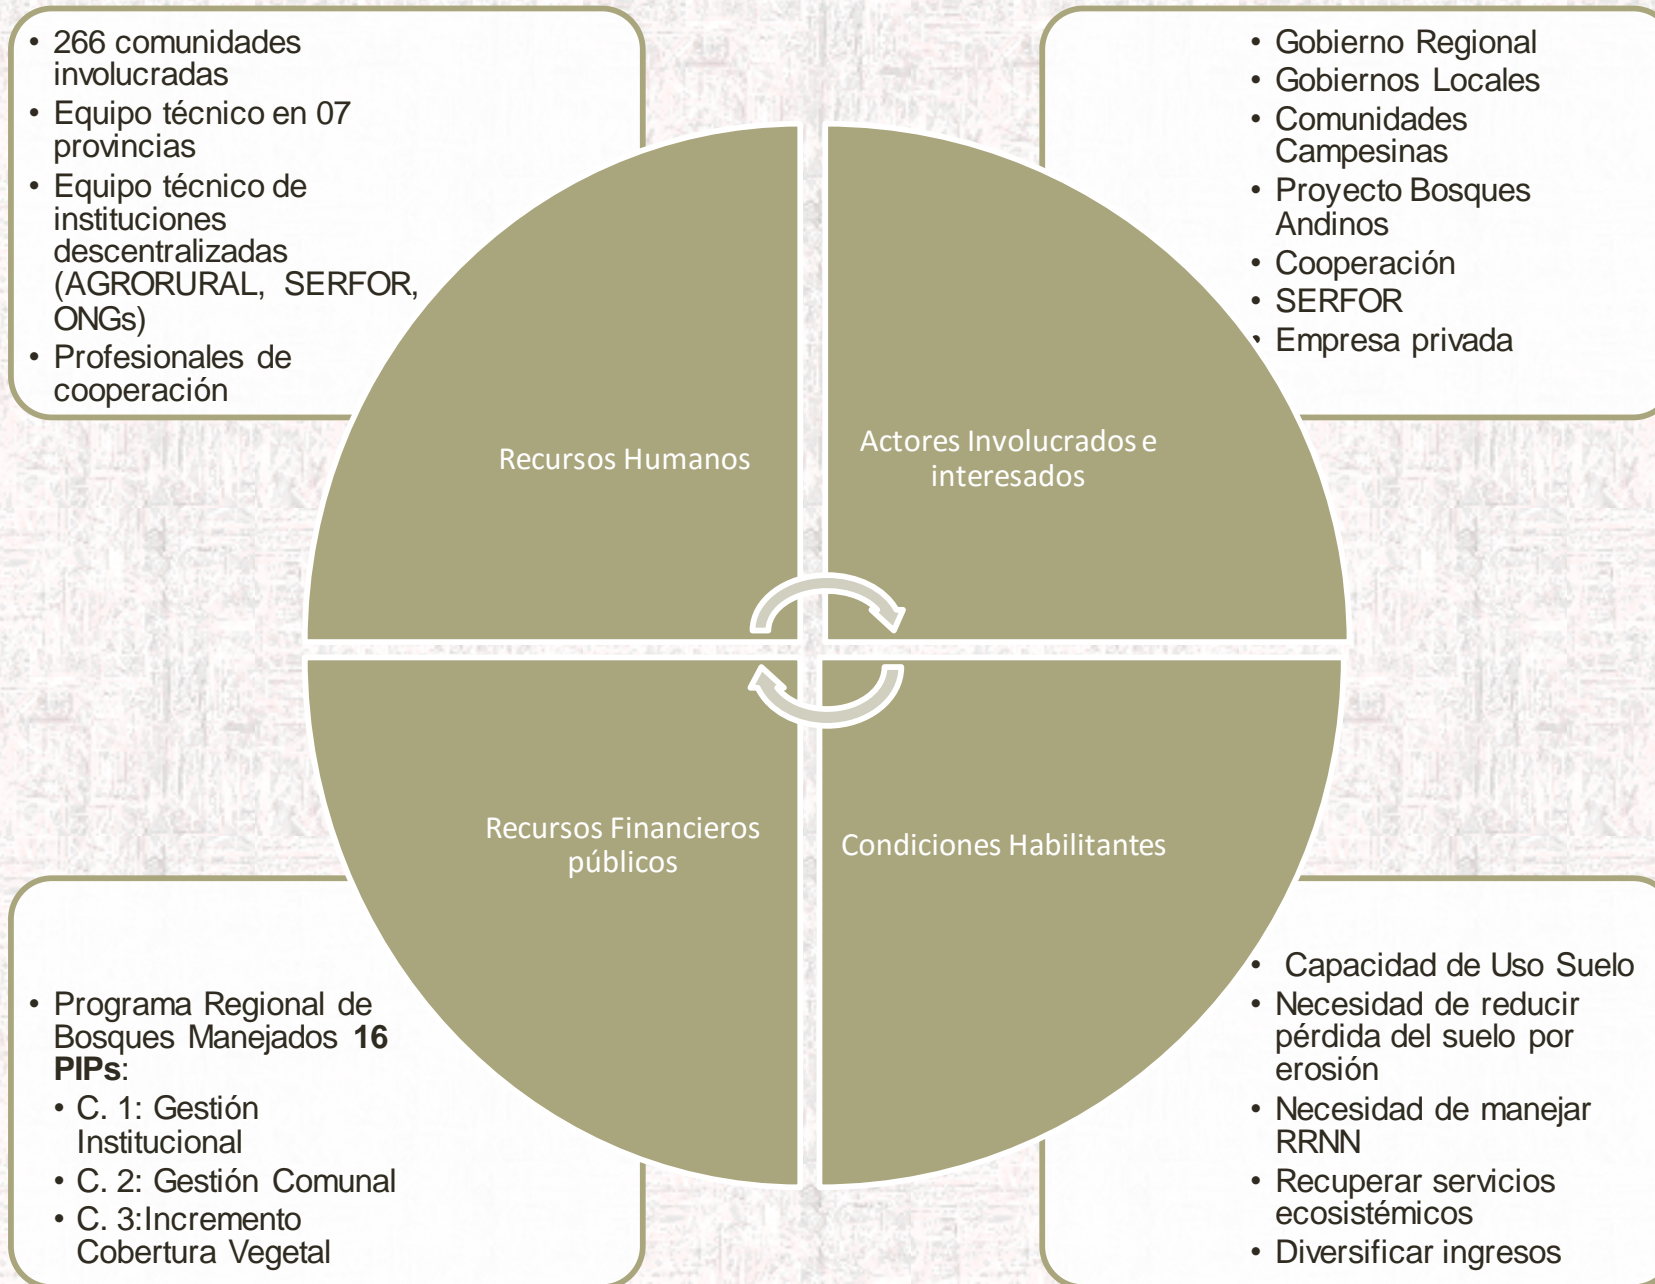 • 266 comunidades
involucradas
• Equipo técnico en 07
provincias
• Equipo técnico de
instituciones
descentralizadas
(AGRORURAL, SERFOR,
ONGs)
• Profesionales de
cooperación
• Gobierno Regional
• Gobiernos Locales
• Comunidades
Campesinas
• Proyecto Bosques
Andinos
• Cooperación
• SERFOR
• Empresa privada
Recursos Humanos
Actores Involucrados e
interesados
Recursos Financieros
públicos
Condiciones Habilitantes
• Programa Regional de
Bosques Manejados 16
PIPs:
• C. 1: Gestión
Institucional
• C. 2: Gestión Comunal
• C. 3:Incremento
Cobertura Vegetal
• Capacidad de Uso Suelo
• Necesidad de reducir
pérdida del suelo por
erosión
• Necesidad de manejar
RRNN
• Recuperar servicios
ecosistémicos
• Diversificar ingresos